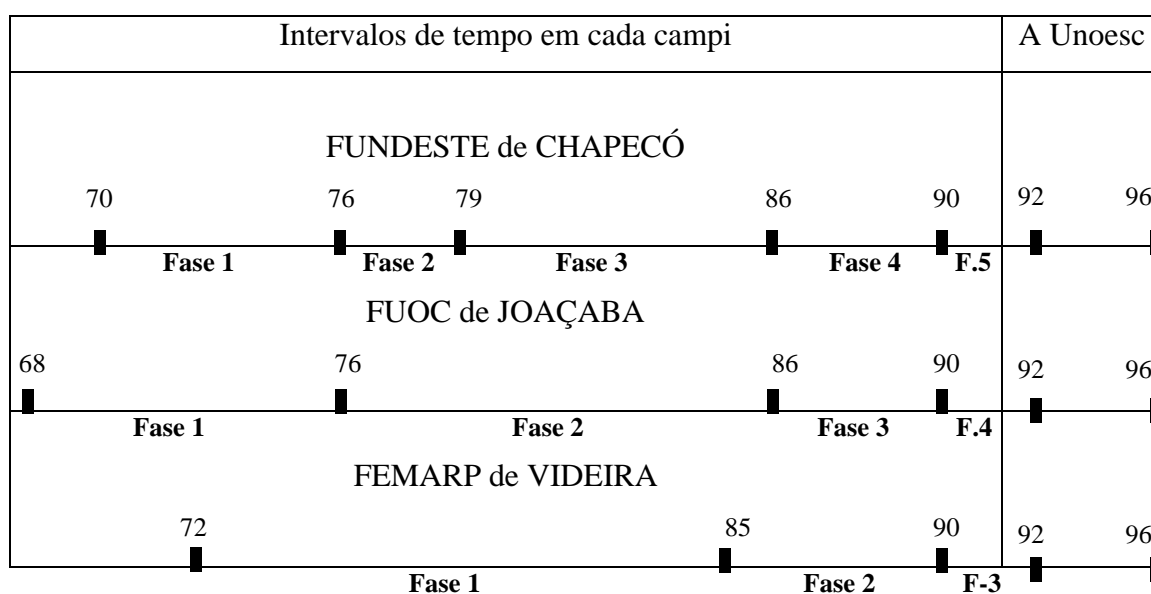 Intervalos de tempo em cada campi A Unoesc
FUNDESTE de CHAPECÓ
70 76 79 86 90 92 96
Fase 1 Fase 2 Fase 3 Fase 4 F.5
FUOC de JOAÇABA
68 76 86 90 92 96
Fase 1 Fase 2 Fase 3 F.4
FEMARP de VIDEIRA
72 85 90 92 96
Fase 1 Fase 2 F-3